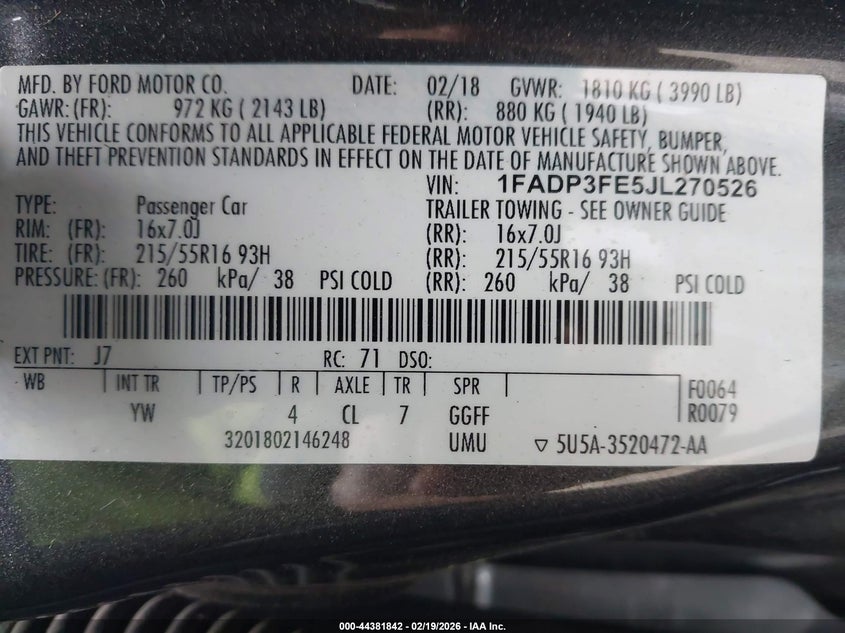 MFD. BY FORD MOTOR CO. DATE: 02/18 GVWR: 1810 KG ( 3990 LB)
GAWR: (FR): 972 KG ( 2143 LB) (RR): 880 KG ( 1940 LB)
THIS VEHICLE CONFORMS TO ALL APPLICABLE FEDERAL MOTOR VEHICLE SAFETY, BUMPER,
AND THEFT PREVENTION STANDARDS IN EFFECT ON THE DATE OF MANUFACTURE SHOWN ABOVE.
VIN: 1FADP3FE5JL270526
TYPE: Passenger Car TRAILER TOWING - SEE OWNER GUIDE
RIM: (FR): 16x7.0J (RR): 16x7.0J
TIRE: (FR): 215/55R16 93H (RR): 215/55R16 93H
PRESSURE: (FR): 260 kPa/ 38 PSI COLD (RR): 260 kPa/ 38 PSI COLD
EXT PNT: J7 RC: 71 DSO:
WB INT TR TP/PS R AXLE TR SPR F0064
YW 4 CL 7 GGFF R0079
3201802146248 UMU ▽ 5U5A-3520472-AA
000-44381842 - 02/19/2026 - IAA Inc.